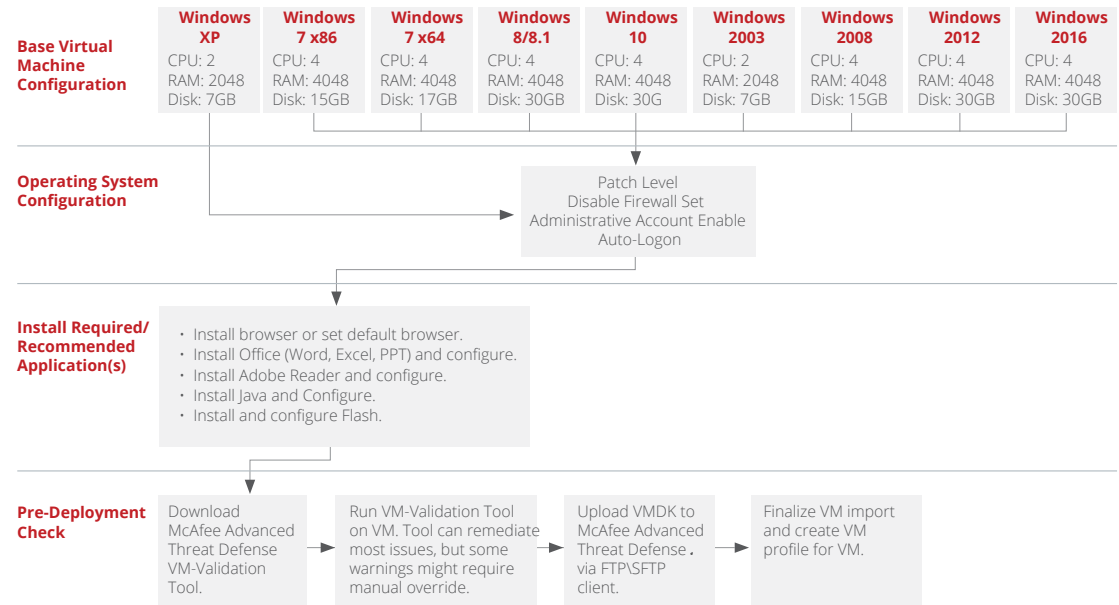 Base Virtual
Machine
Configuration
Windows
XP
CPU: 2
RAM: 2048
Disk: 7GB
Windows
7 x86
CPU: 4
RAM: 4048
Disk: 15GB
Windows
7 x64
CPU: 4
RAM: 4048
Disk: 17GB
Windows
8/8.1
CPU: 4
RAM: 4048
Disk: 30GB
Windows
10
CPU: 4
RAM: 4048
Disk: 30G
Windows
2003
CPU: 2
RAM: 2048
Disk: 7GB
Windows
2008
CPU: 4
RAM: 4048
Disk: 15GB
Windows
2012
CPU: 4
RAM: 4048
Disk: 30GB
Windows
2016
CPU: 4
RAM: 4048
Disk: 30GB
Operating System
Configuration
Patch Level
Disable Firewall Set
Administrative Account Enable
Auto-Logon
Install Required/
Recommended
Application(s)
• Install browser or set default browser.
• Install Office (Word, Excel, PPT) and configure.
• Install Adobe Reader and configure.
• Install Java and Configure.
• Install and configure Flash.
Pre-Deployment
Check
Download
McAfee Advanced
Threat Defense
VM-Validation
Tool.
Run VM-Validation Tool
on VM. Tool can remediate
most issues, but some
warnings might require
manual override.
Upload VMDK to
McAfee Advanced
Threat Defense.
via FTP\SFTP
client.
Finalize VM import
and create VM
profile for VM.